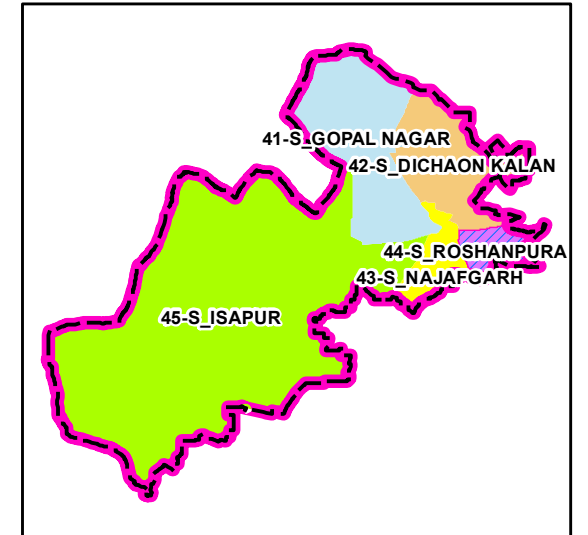 41-S_GOPAL NAGAR
42-S_DICHAON KALAN
44-S_ROSHANPURA
43-S_NAJAFGARH
45-S_ISAPUR